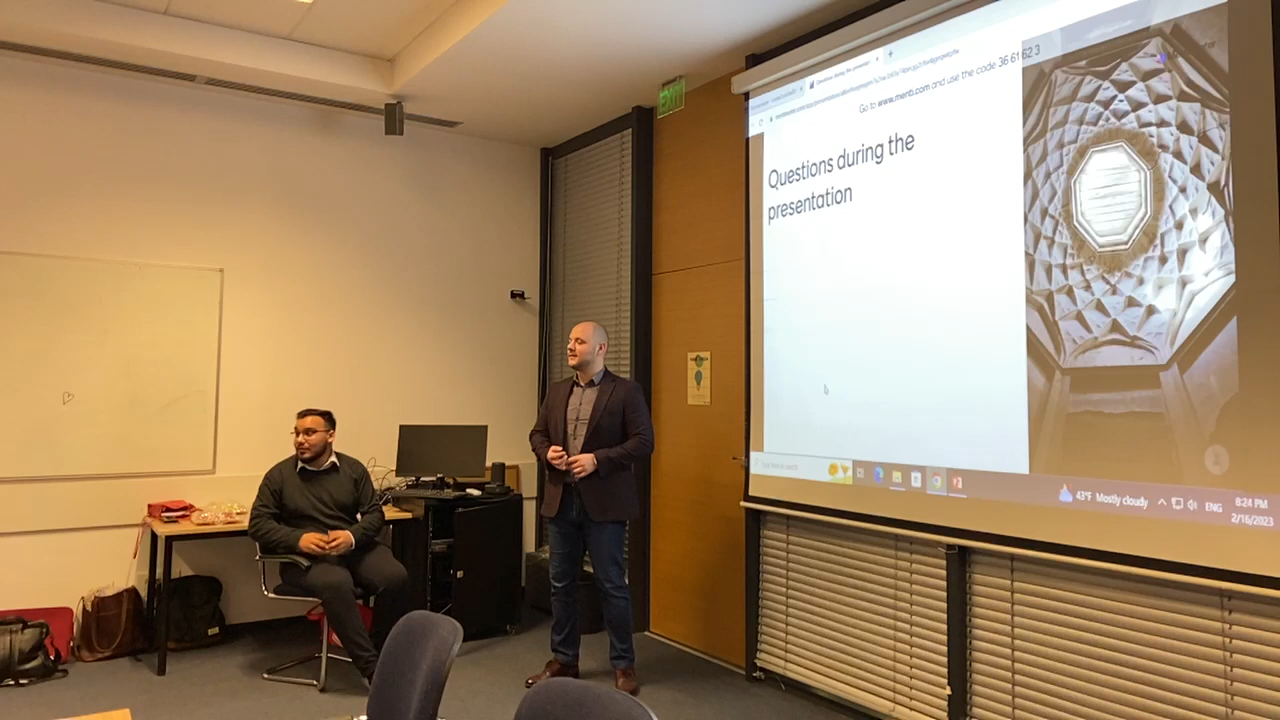 EXIT
Go to www.menti.com and use the code 36 61 62 3
Questions during the
presentation
43°F Mostly cloudy
ENG
8:24 PM
2/16/2023